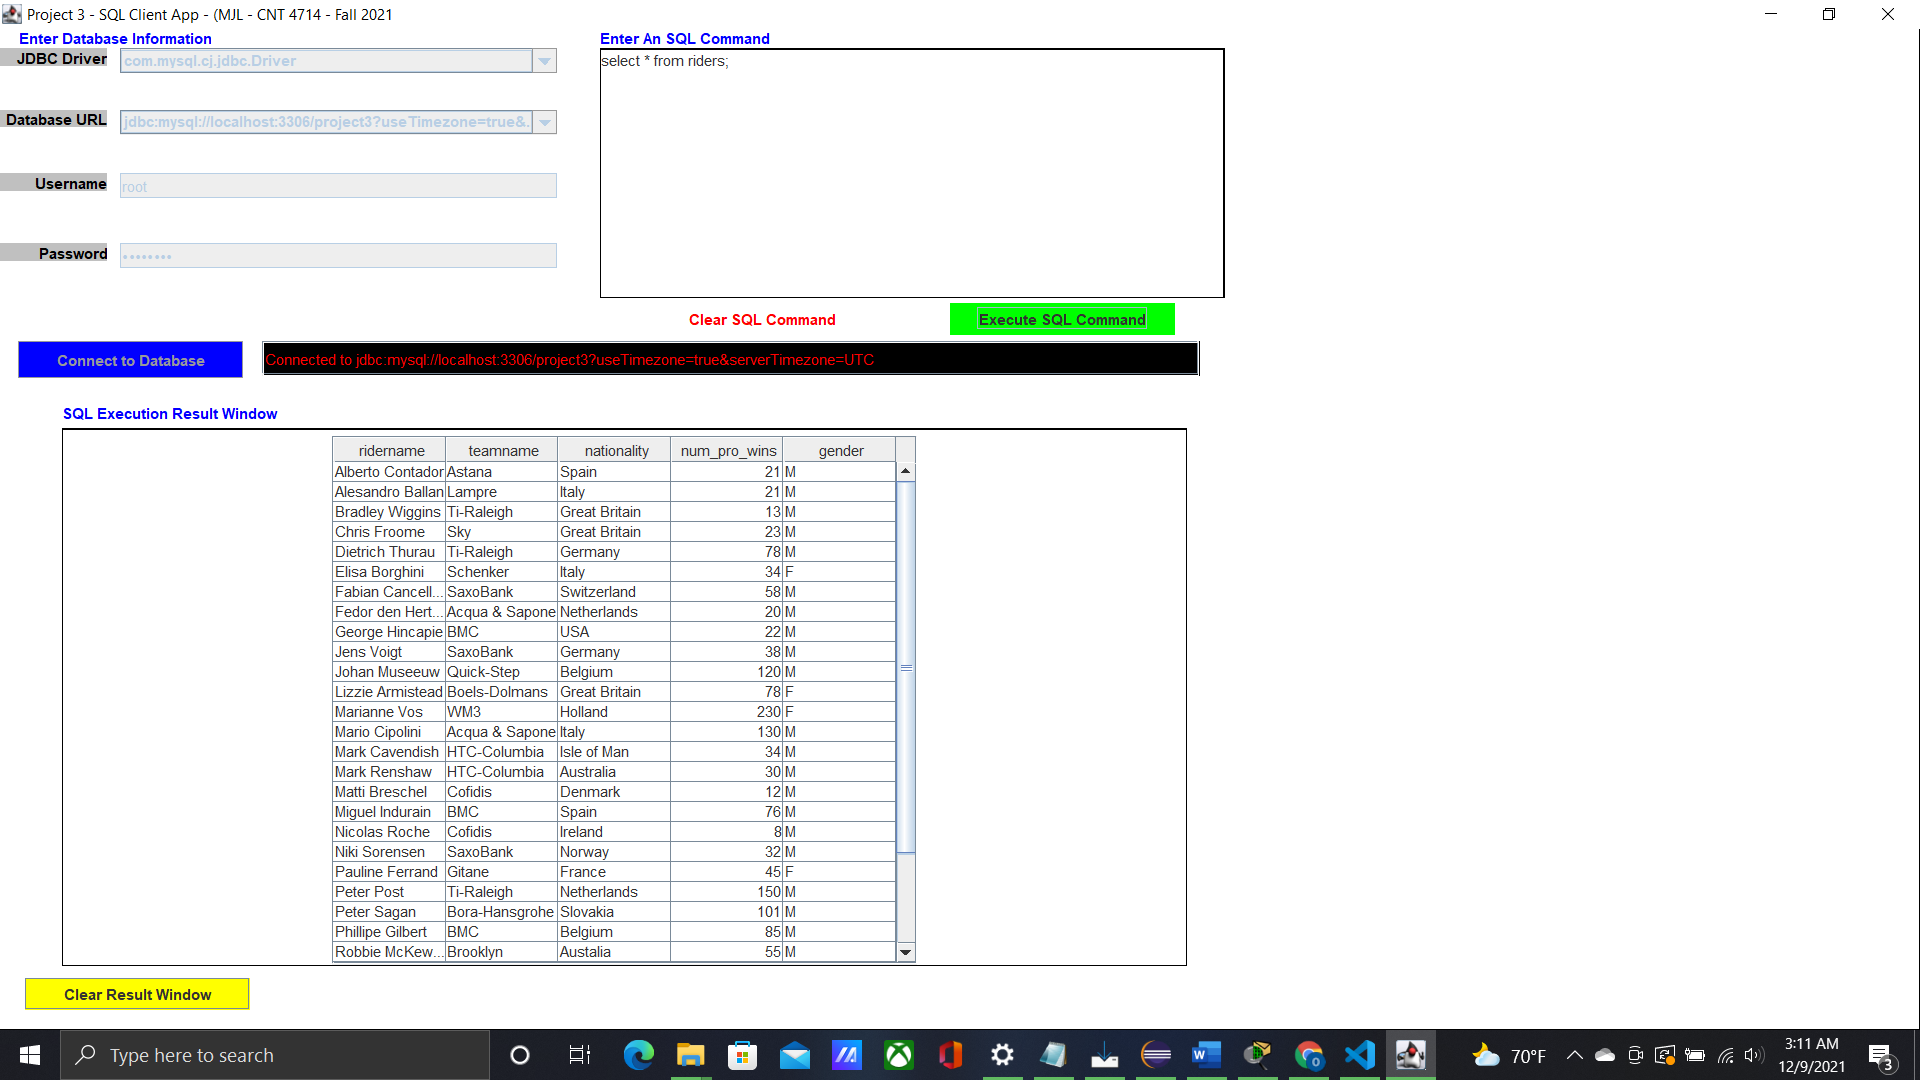 Project 3 - SQL Client App - (MJL - CNT 4714 - Fall 2021
Enter Database Information
JDBC Driver com.mysql.cj.jdbc.Driver
Database URL jdbc:mysql://localhost:3306/project3?useTimezone=true&.
Username root
Password ••••••••
Enter An SQL Command
select * from riders;
Clear SQL Command Execute SQL Command
Connect to Database Connected to jdbc:mysql://localhost:3306/project3?useTimezone=true&serverTimezone=UTC
SQL Execution Result Window
ridername teamname nationality num_pro_wins gender
Alberto Contador Astana Spain 21 M
Alesandro Ballan Lampre Italy 21 M
Bradley Wiggins Ti-Raleigh Great Britain 13 M
Chris Froome Sky Great Britain 23 M
Dietrich Thurau Ti-Raleigh Germany 78 M
Elisa Borghini Schenker Italy 34 F
Fabian Cancell... SaxoBank Switzerland 58 M
Fedor den Hert... Acqua & Sapone Netherlands 20 M
George Hincapie BMC USA 22 M
Jens Voigt SaxoBank Germany 38 M
Johan Museeuw Quick-Step Belgium 120 M
Lizzie Armistead Boels-Dolmans Great Britain 78 F
Marianne Vos WM3 Holland 230 F
Mario Cipolini Acqua & Sapone Italy 130 M
Mark Cavendish HTC-Columbia Isle of Man 34 M
Mark Renshaw HTC-Columbia Australia 30 M
Matti Breschel Cofidis Denmark 12 M
Miguel Indurain BMC Spain 76 M
Nicolas Roche Cofidis Ireland 8 M
Niki Sorensen SaxoBank Norway 32 M
Pauline Ferrand Gitane France 45 F
Peter Post Ti-Raleigh Netherlands 150 M
Peter Sagan Bora-Hansgrohe Slovakia 101 M
Phillipe Gilbert BMC Belgium 85 M
Robbie McKew... Brooklyn Austalia 55 M
Clear Result Window
Type here to search
70°F
3:11 AM
12/9/2021
3